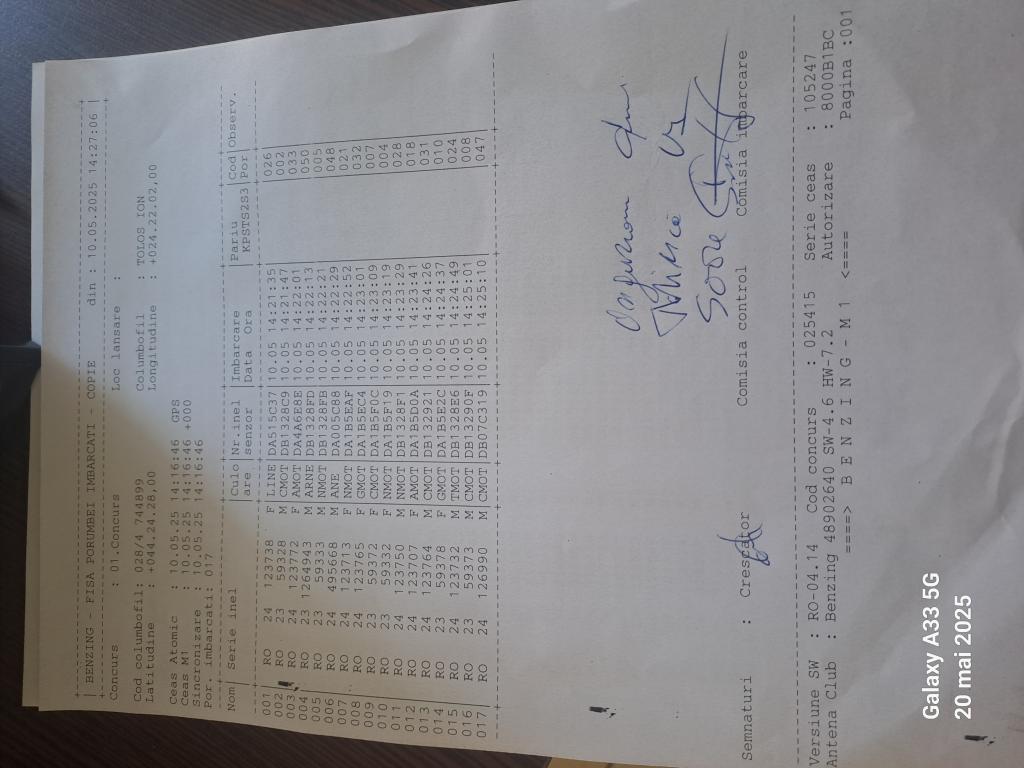 | BENZING - FISA PORUMBEI IMBARCATI - COPIE din : 10.05.2025 14:27:06 |
Concurs : 01.Concurs Loc lansare :
Cod columbofil: 028/4 744899 Columbofil : TOLOS ION
Latitudine : +044.24.28,00 Longitudine : +024.22.02,00
Ceas Atomic : 10.05.25 14:16:46 GPS
Ceas M1 : 10.05.25 14:16:46 +000
Sincronizare : 10.05.25 14:16:46
Por.imbarcati: 017
Nom| Serie inel |Culo|Nr.inel |Imbarcare |Pariu |Cod|Observ.
|are |senzor |Data Ora |KPSTS2S3|Por|
001| RO 24 123738 F|LINE|DA515C37|10.05 14:21:35| |026|
002| RO 23 59328 M|CMOT|DB1328C9|10.05 14:21:47| |002|
003| RO 24 123772 F|AMOT|DA4A6E8E|10.05 14:22:01| |033|
004| RO 23 1264943 M|ARNE|DB1328FD|10.05 14:22:13| |050|
005| RO 23 59333 M|NMOT|DB1328EB|10.05 14:22:21| |005|
006| RO 24 495668 M|ANE |DA005CB8|10.05 14:22:29| |048|
007| RO 24 123713 F|NMOT|DA1B5EAF|10.05 14:22:52| |021|
008| RO 24 123765 F|GMOT|DA1B5EC4|10.05 14:23:01| |032|
009| RO 23 59372 F|CMOT|DA1B5F0C|10.05 14:23:09| |007|
010| RO 23 59332 F|NMOT|DA1B5F19|10.05 14:23:19| |004|
011| RO 24 123750 M|NMOT|DB1328F1|10.05 14:23:29| |028|
012| RO 24 123707 F|AMOT|DA1B5D0A|10.05 14:23:41| |018|
013| RO 24 123764 M|CMOT|DB132921|10.05 14:24:26| |031|
014| RO 23 59378 F|GMOT|DA1B5E2C|10.05 14:24:37| |010|
015| RO 24 123732 M|TMOT|DB1328E6|10.05 14:24:49| |024|
016| RO 23 59373 M|CMOT|DB13290F|10.05 14:25:01| |008|
017| RO 24 126990 M|CMOT|DB07C319|10.05 14:25:10| |047|
Semnaturi : Crescator Comisia control Comisia imbarcare
Versiune SW : RO-04.14 Cod concurs : 025415 Serie ceas : 105247
Antena Club : Benzing 48902640 SW-4.6 HW-7.2 Autorizare : 8000B1BC
====> B E N Z I N G - M 1 <==== Pagina :001
Galaxy A33 5G
20 mai 2025